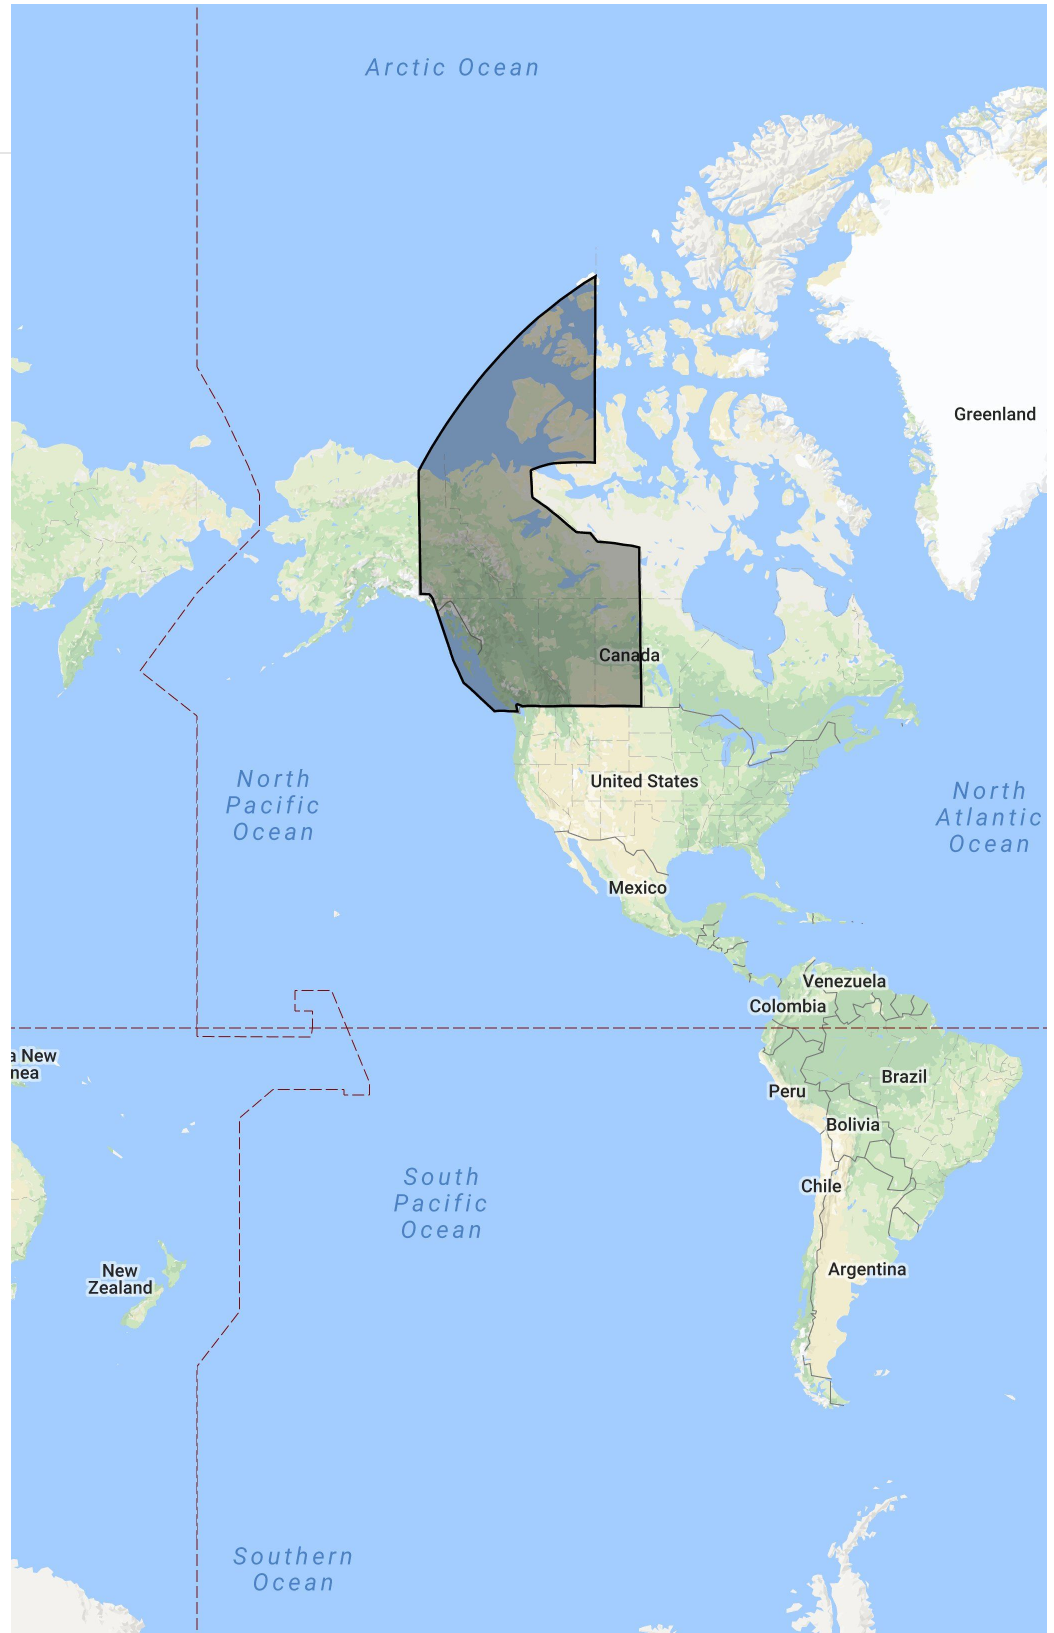 Arctic Ocean
Greenland
Canada
North
Pacific
Ocean
United States
North
Atlantic
Ocean
Mexico
Venezuela
Colombia
a New
nea
Brazil
Peru
Bolivia
South
Pacific
Ocean
Chile
New
Zealand
Argentina
Southern
Ocean